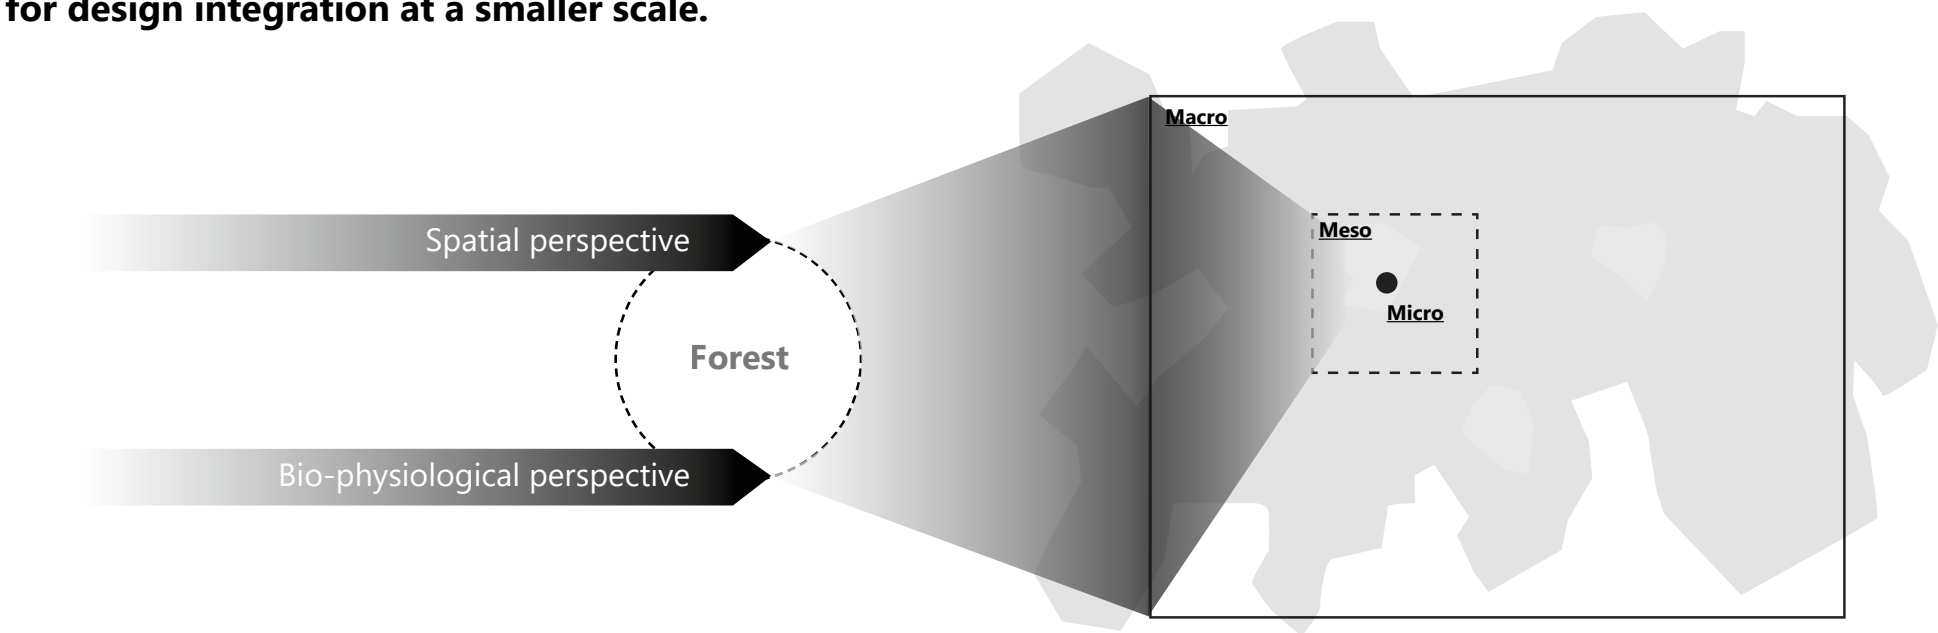 for design integration at a smaller scale.
Macro
Spatial perspective
Meso
Micro
Forest
Bio-physiological perspective